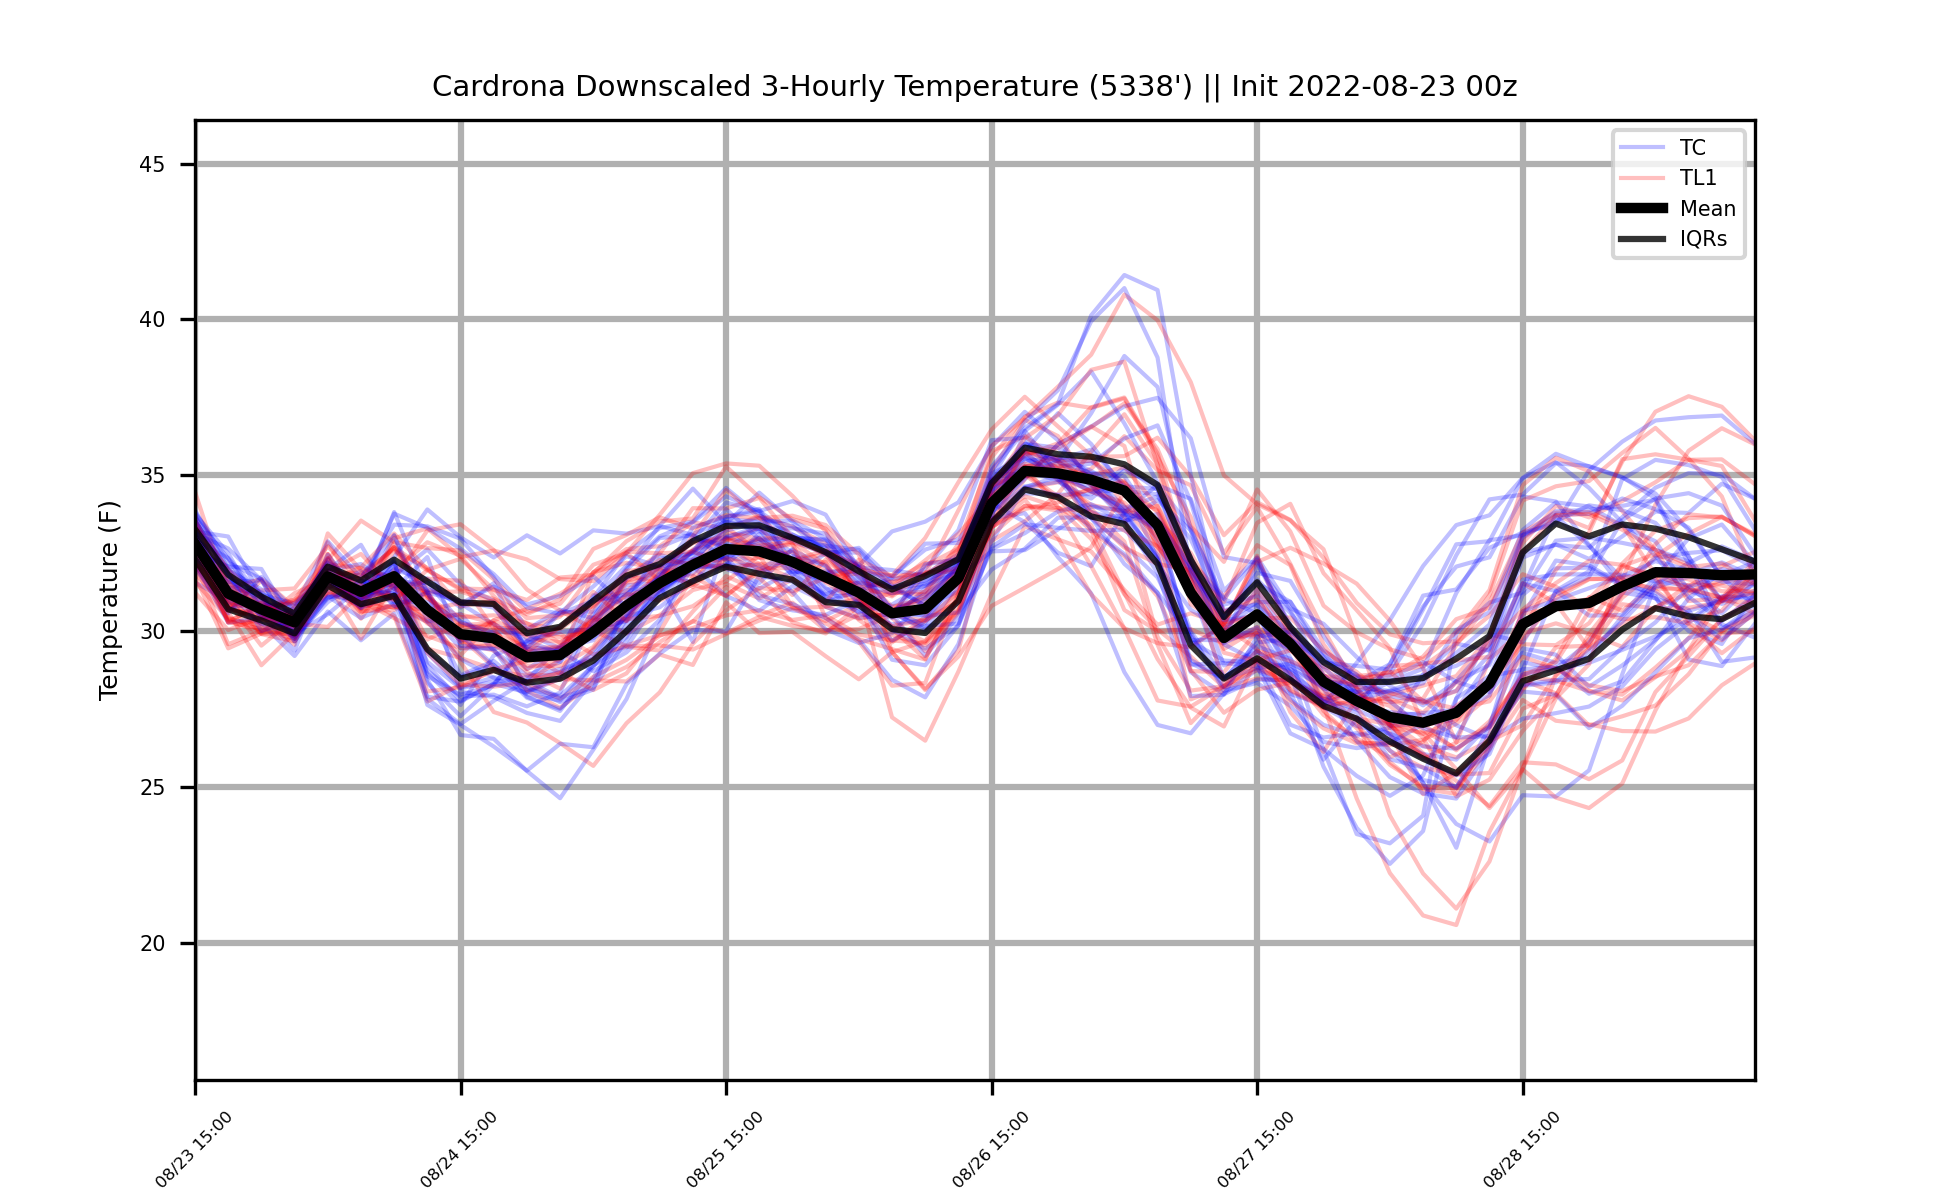 Cardrona Downscaled 3-Hourly Temperature (5338') || Init 2022-08-23 00z
TC
TL1
Mean
IQRs
Temperature (F)
45
40
35
30
25
20
08/23 15:00
08/24 15:00
08/25 15:00
08/26 15:00
08/27 15:00
08/28 15:00